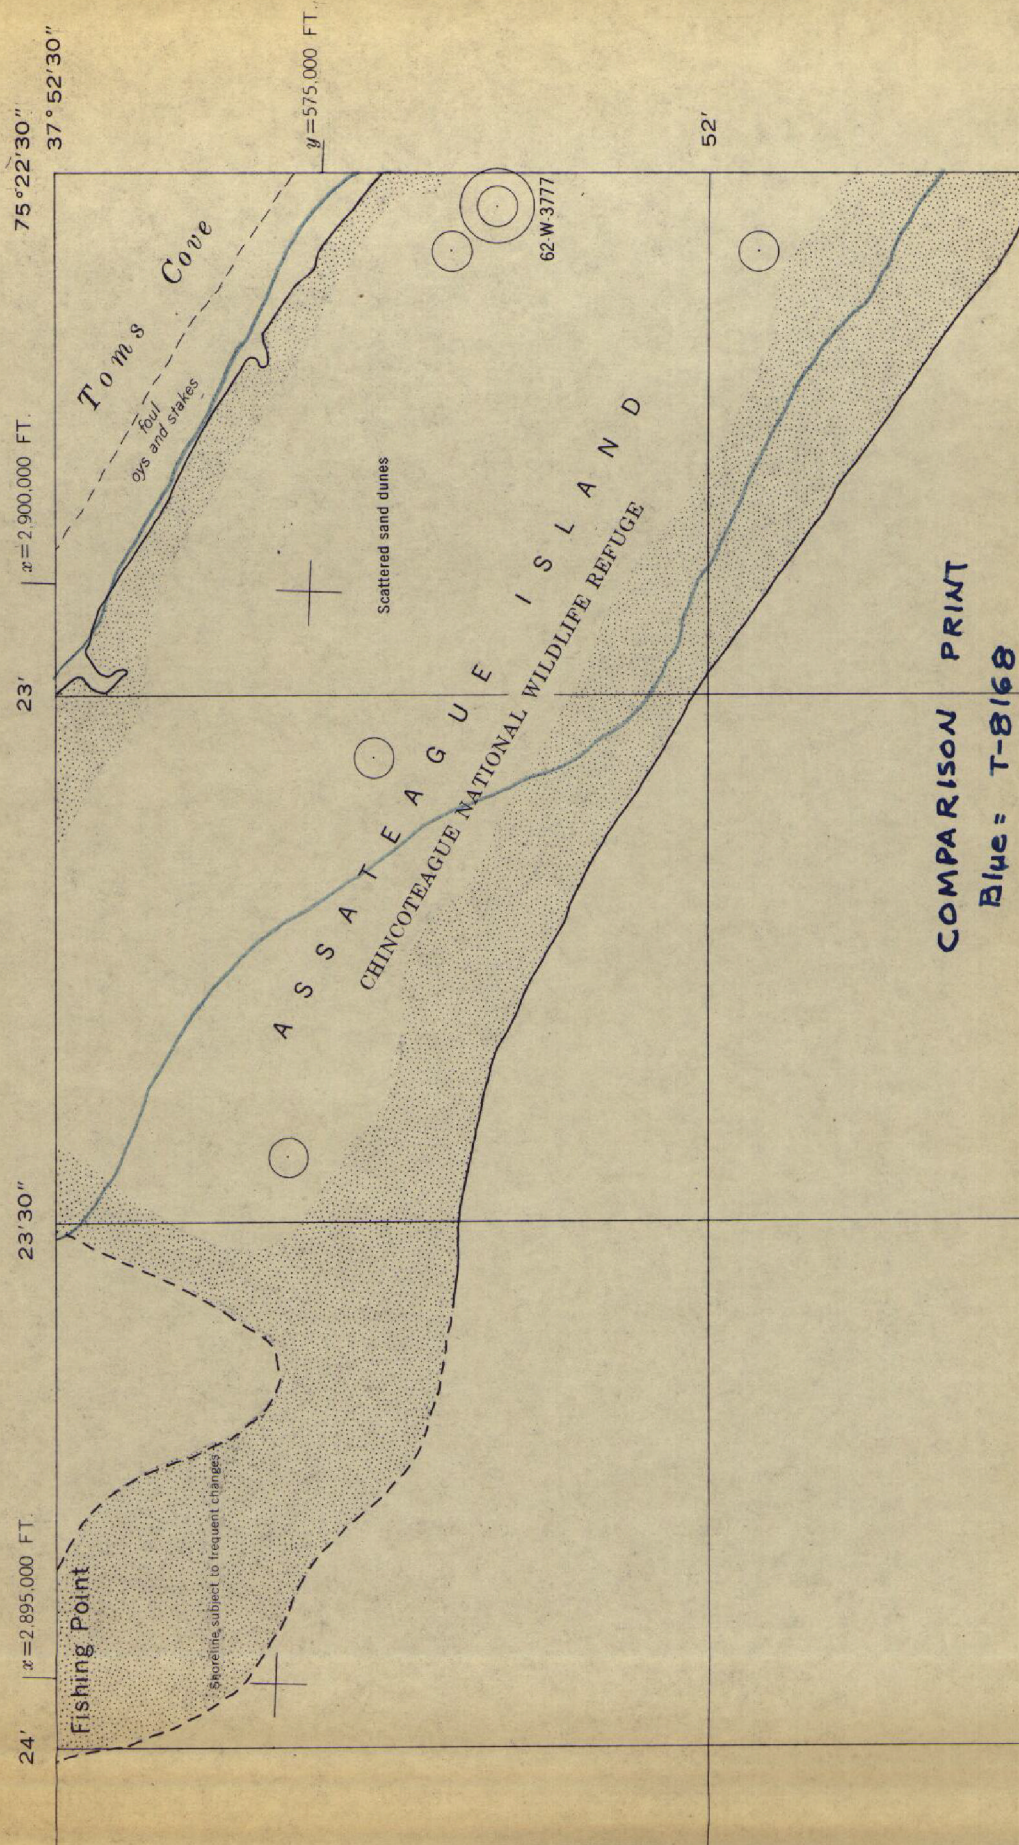 24'
x=2,895,000 FT.
23'30"
23'
x=2,900,000 FT.
75°22'30"
37°52'30"
y=575,000 FT.
52'
Toms Cove
foul
oys and stakes
Fishing Point
Shoreline subject to frequent changes
Scattered sand dunes
62-W-3777
ASSATEAGUE ISLAND
CHINCOTEAGUE NATIONAL WILDLIFE REFUGE
COMPARISON PRINT
Blue = T-8168